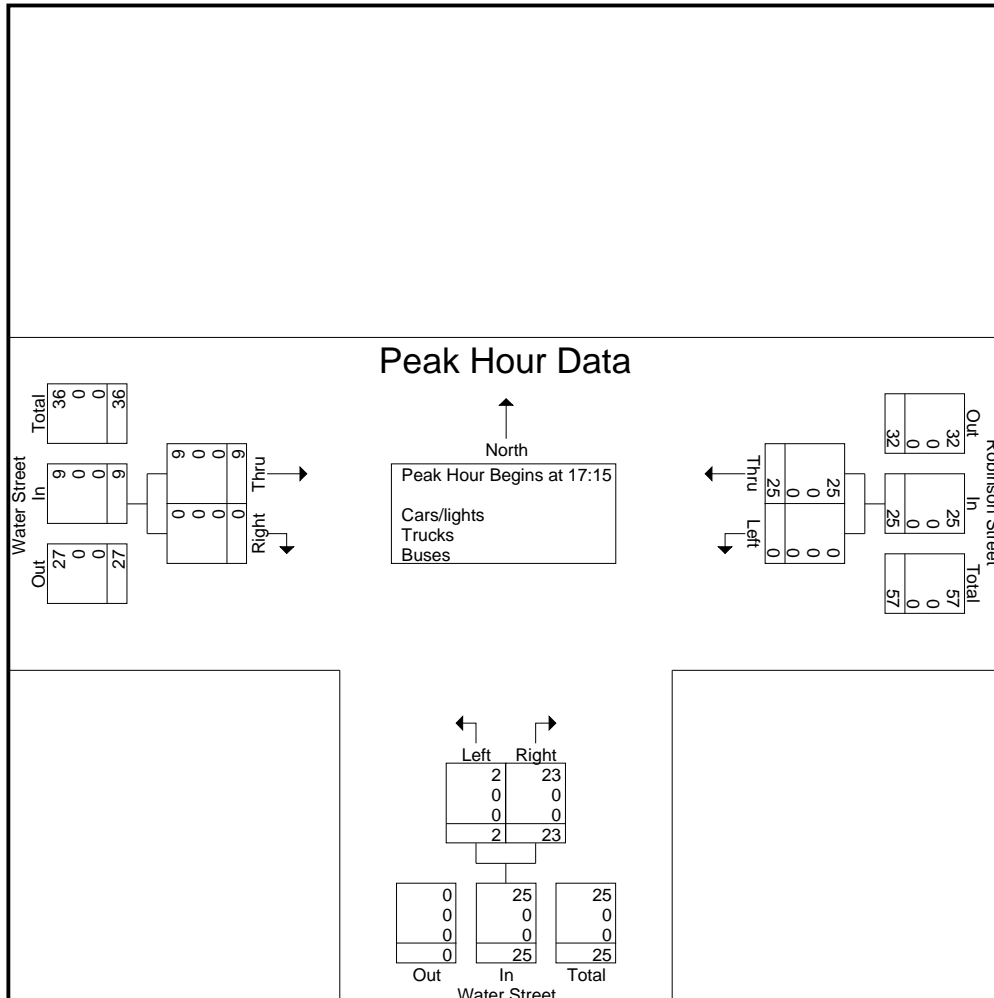 Peak Hour Data
North
Peak Hour Begins at 17:15
Cars/lights
Trucks
Buses
Water Street
Total
36
0
0
36
In
9
0
0
9
Out
27
0
0
27
Thru
9
0
0
9
Right
0
0
0
0
Robinson Street
Out
32
0
0
32
In
25
0
0
25
Total
57
0
0
57
Thru
25
0
0
25
Left
0
0
0
0
Left Right
2 23
0 0
0 0
2 23
0 25 25
0 0 0
0 0 0
0 25 25
Out In Total
Water Street